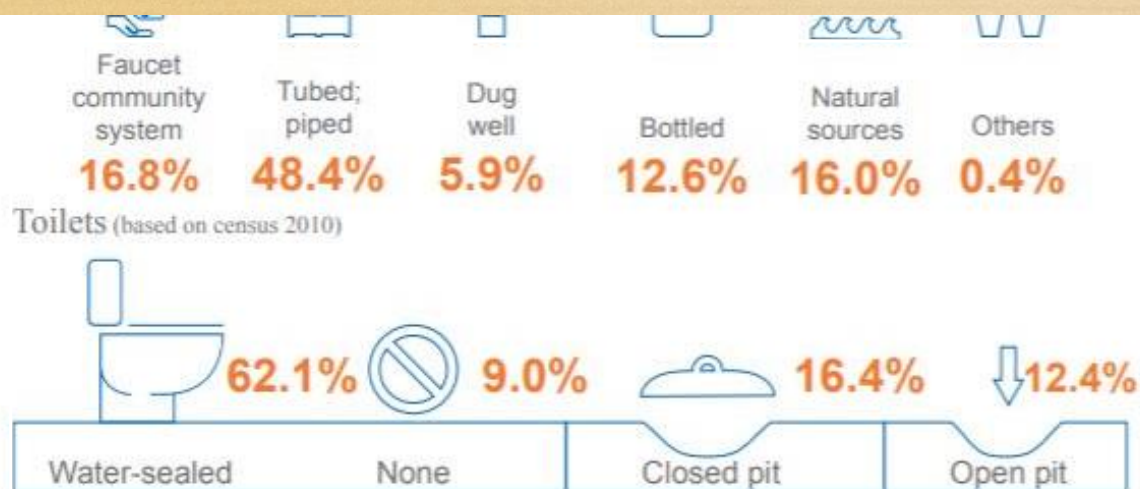 Faucet
community
system
16.8%
Tubed;
piped
48.4%
Dug
well
5.9%
Bottled
12.6%
Natural
sources
16.0%
Others
0.4%
Toilets (based on census 2010)
62.1%
9.0%
16.4%
12.4%
Water-sealed
None
Closed pit
Open pit